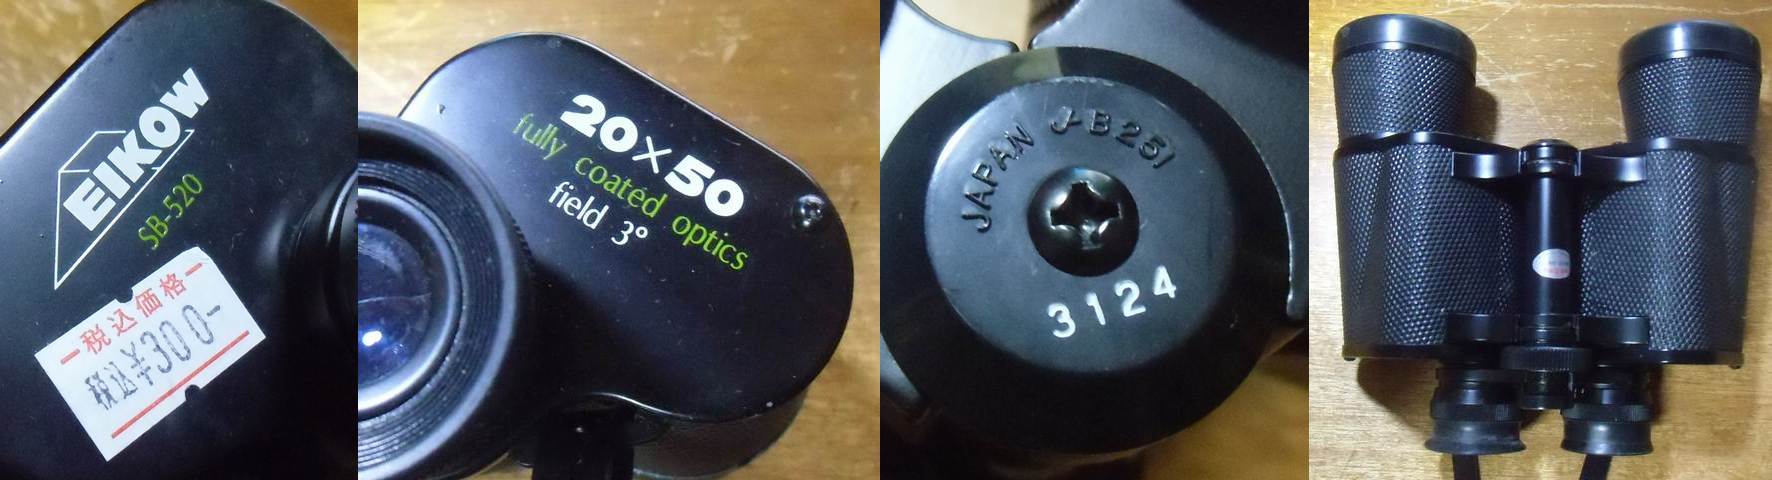 EIKOW
SB-520
税込価格
税込¥300-
20×50
fully coated optics
field 3°
JAPAN J-B251
3124